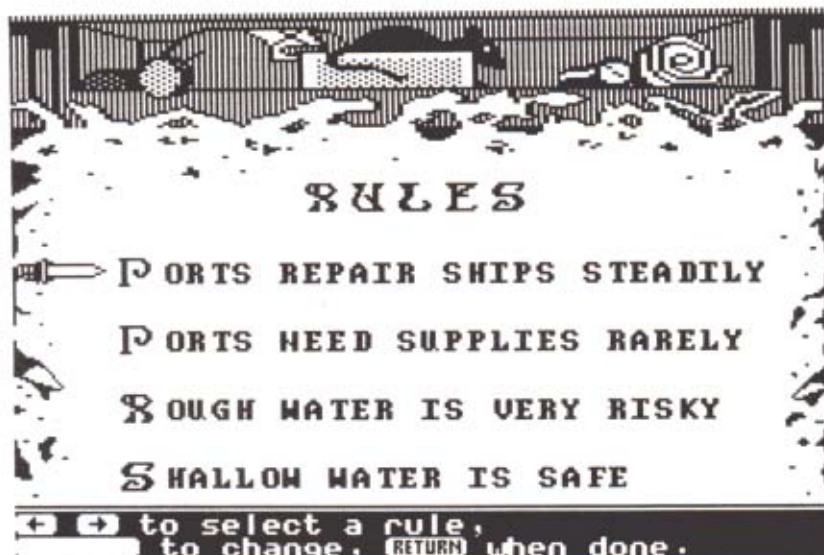 RULES
PORTS REPAIR SHIPS STEADILY
PORTS NEED SUPPLIES RARELY
ROUGH WATER IS VERY RISKY
SHALLOW WATER IS SAFE
← → to select a rule,
to change, RETURN when done.